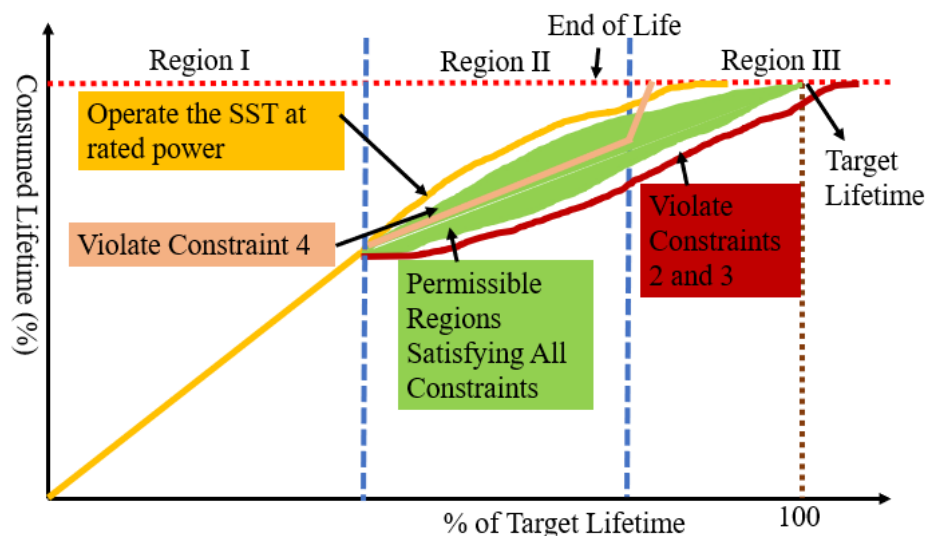 End of Life
Region I
Region II
Region III
Operate the SST at
rated power
Target
Lifetime
Violate
Constraints
2 and 3
Violate Constraint 4
Permissible
Regions
Satisfying All
Constraints
Consumed Lifetime (%)
% of Target Lifetime
100